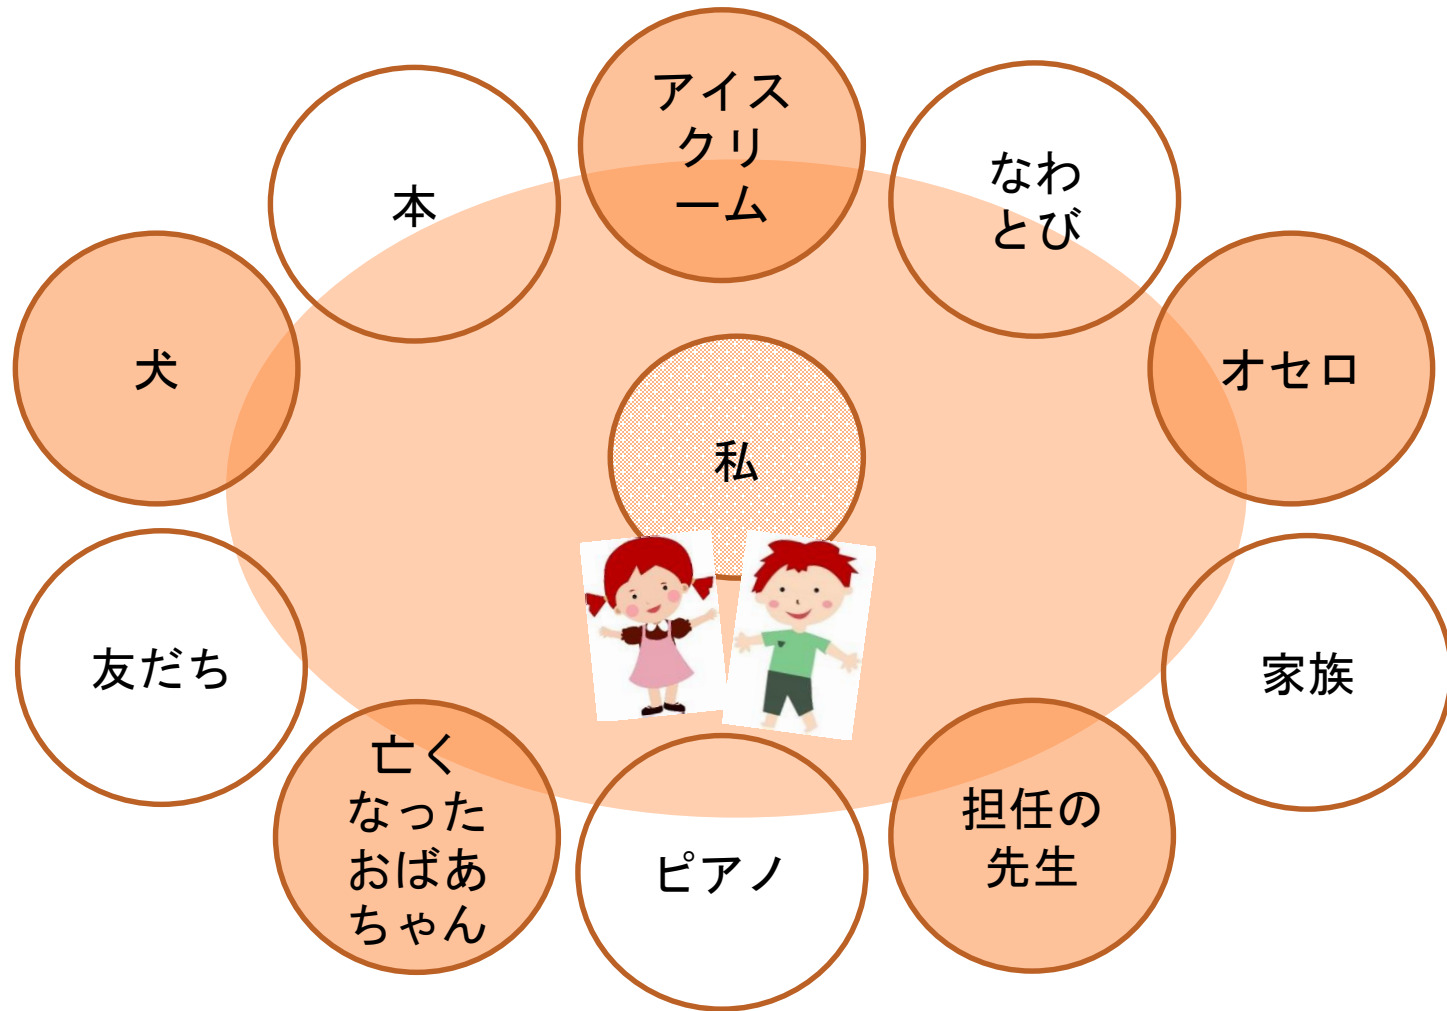 アイス
クリ
ーム
なわ
とび
本
犬
オセロ
私
友だち
家族
亡く
なった
おばあ
ちゃん
ピアノ
担任の
先生